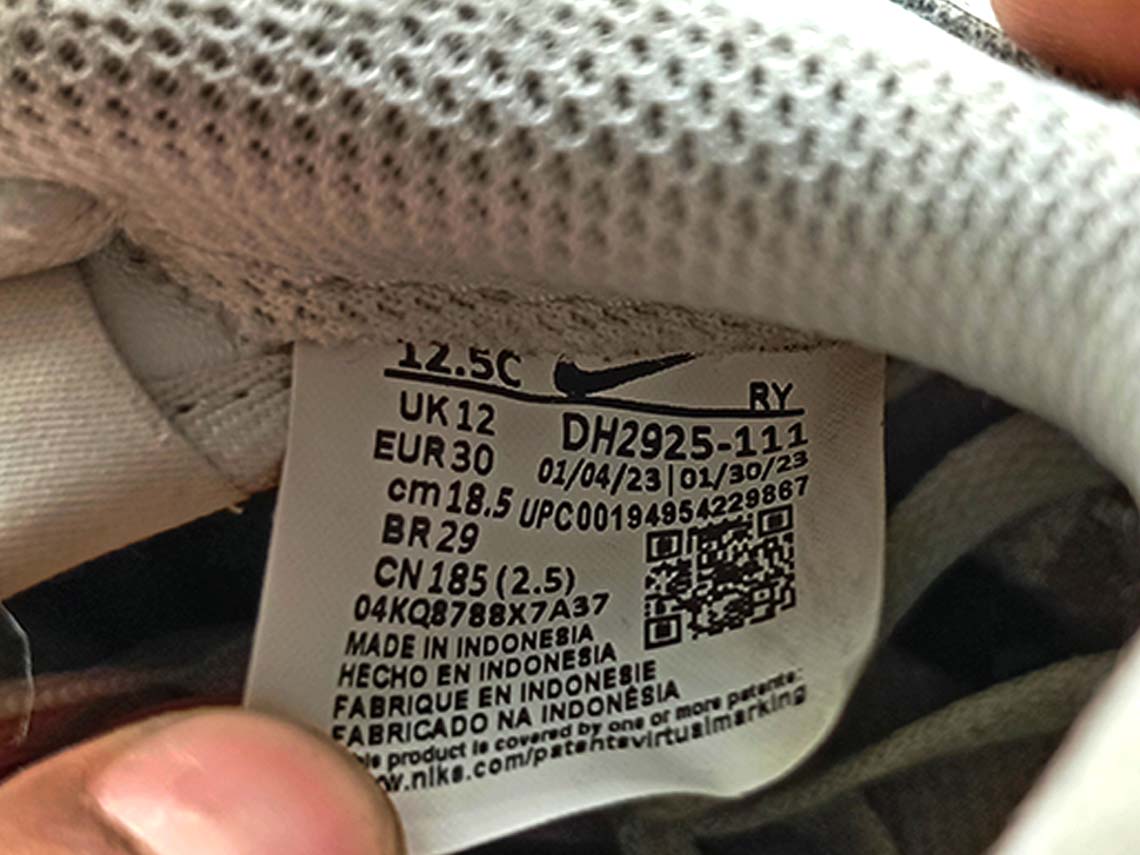 12.5C
RY
UK 12
DH2925-111
EUR 30
01/04/23|01/30/23
cm 18.5
UPC00194954229867
BR 29
CN 185 (2.5)
04KQ8788X7A37
MADE IN INDONESIA
HECHO EN INDONESIA
FABRIQUE EN INDONESIE
FABRICADO NA INDONÉSIA
product is covered by one or more patents:
.nike.com/patentsvirtualmarking